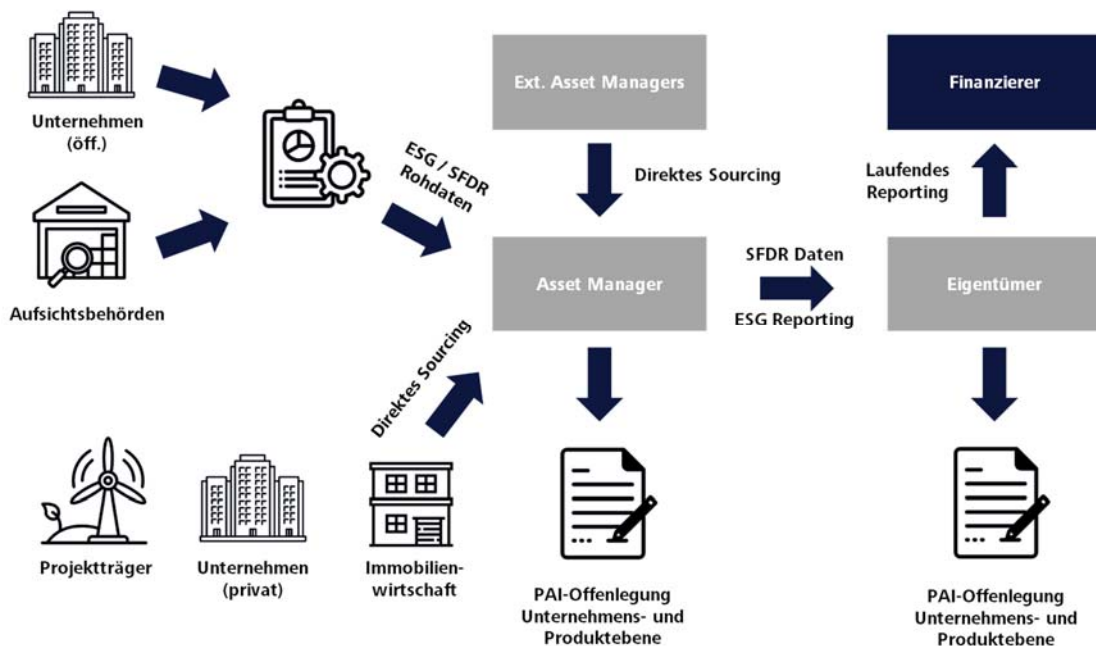 Unternehmen
(öff.)
Aufsichtsbehörden
ESG / SFDR
Rohdaten
Ext. Asset Managers
Direktes Sourcing
Asset Manager
SFDR Daten
ESG Reporting
Finanzierer
Laufendes
Reporting
Eigentümer
Direktes Sourcing
Projektträger
Unternehmen
(privat)
Immobilien-
wirtschaft
PAI-Offenlegung
Unternehmens- und
Produktebene
PAI-Offenlegung
Unternehmens- und
Produktebene